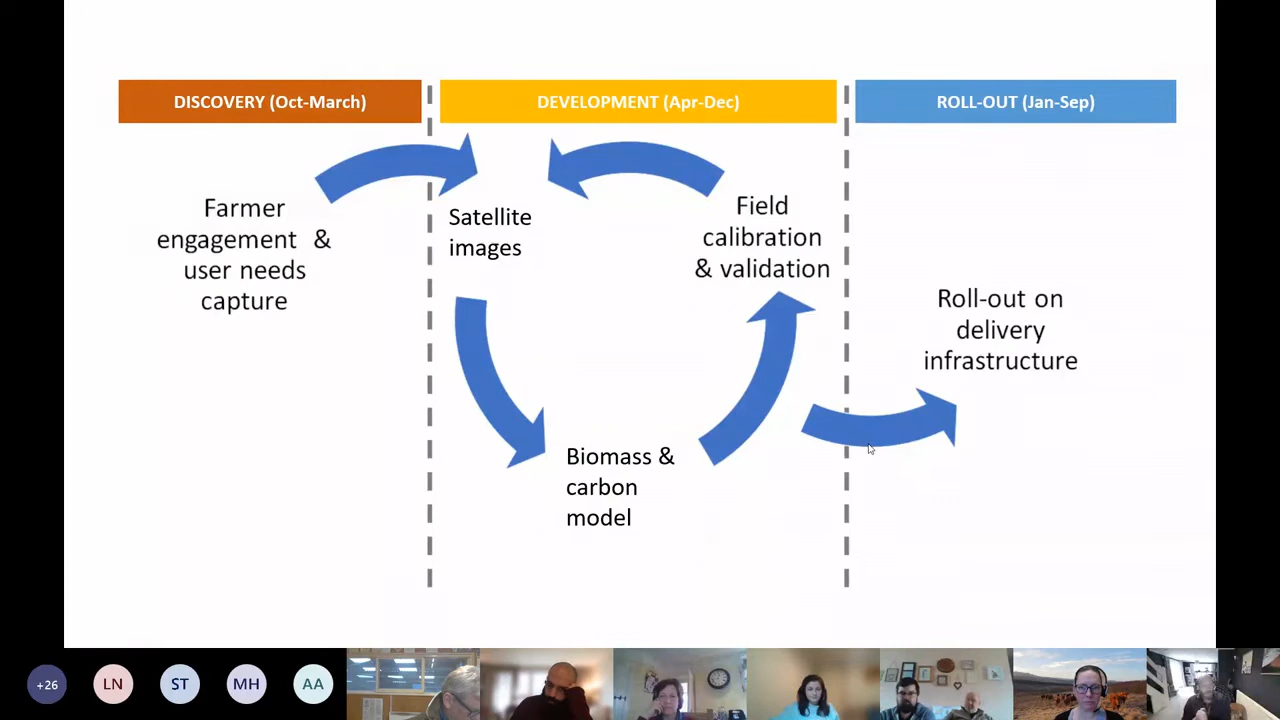 DISCOVERY (Oct-March)
DEVELOPMENT (Apr-Dec)
ROLL-OUT (Jan-Sep)
Farmer
engagement &
user needs
capture
Satellite
images
Field
calibration
& validation
Biomass &
carbon
model
Roll-out on
delivery
infrastructure
+26
LN
ST
MH
AA